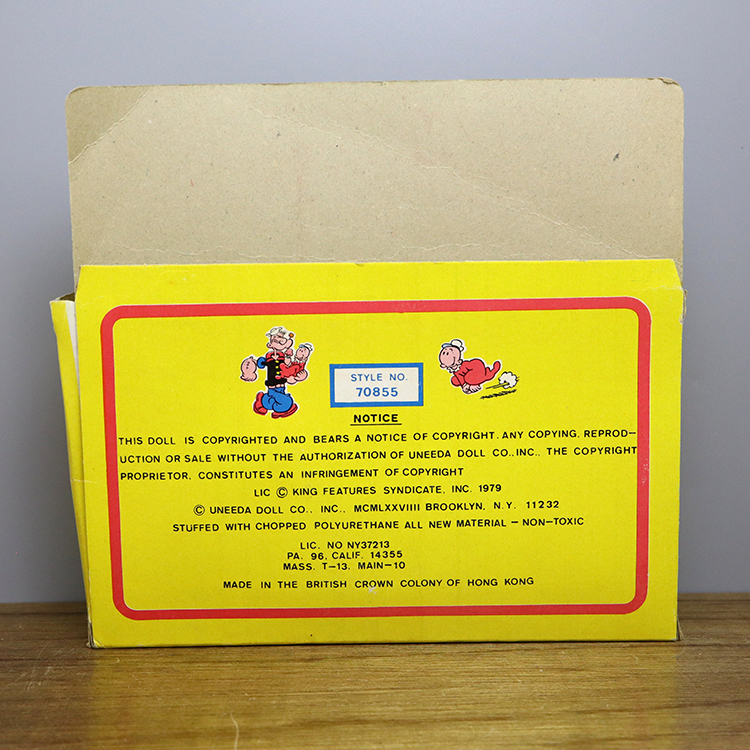 STYLE NO.
70855
NOTICE
THIS DOLL IS COPYRIGHTED AND BEARS A NOTICE OF COPYRIGHT. ANY COPYING, REPROD-
UCTION OR SALE WITHOUT THE AUTHORIZATION OF UNEEDA DOLL CO., INC., THE COPYRIGHT
PROPRIETOR, CONSTITUTES AN INFRINGEMENT OF COPYRIGHT
LIC © KING FEATURES SYNDICATE, INC. 1979
© UNEEDA DOLL CO., INC., MCMLXXVIIII BROOKLYN, N.Y. 11232
STUFFED WITH CHOPPED POLYURETHANE ALL NEW MATERIAL – NON-TOXIC
LIC. NO NY37213
PA. 96, CALIF. 14355
MASS. T-13, MAIN-10
MADE IN THE BRITISH CROWN COLONY OF HONG KONG